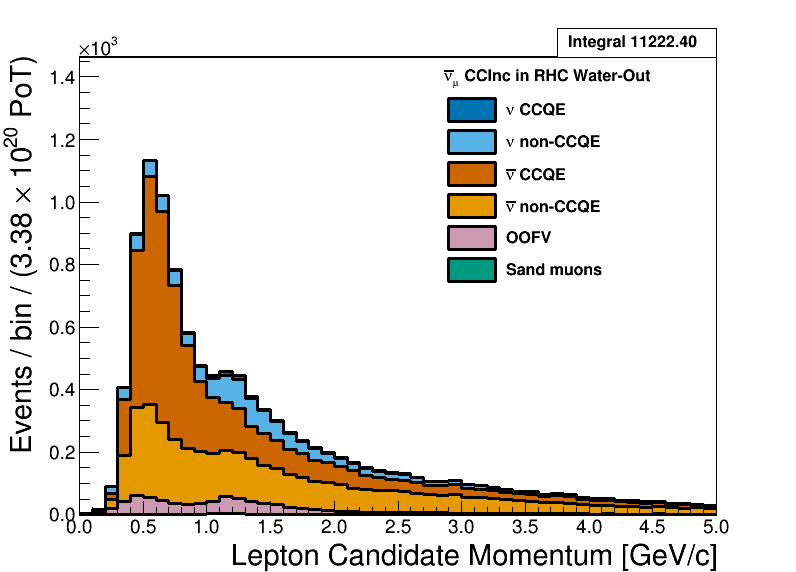 Integral 11222.40
×10³
ν̅μ CCInc in RHC Water-Out
ν CCQE
ν non-CCQE
ν̅ CCQE
ν̅ non-CCQE
OOFV
Sand muons
Events / bin / (3.38 × 10²⁰ PoT)
1.4
1.2
1.0
0.8
0.6
0.4
0.2
0.0
0.0 0.5 1.0 1.5 2.0 2.5 3.0 3.5 4.0 4.5 5.0
Lepton Candidate Momentum [GeV/c]